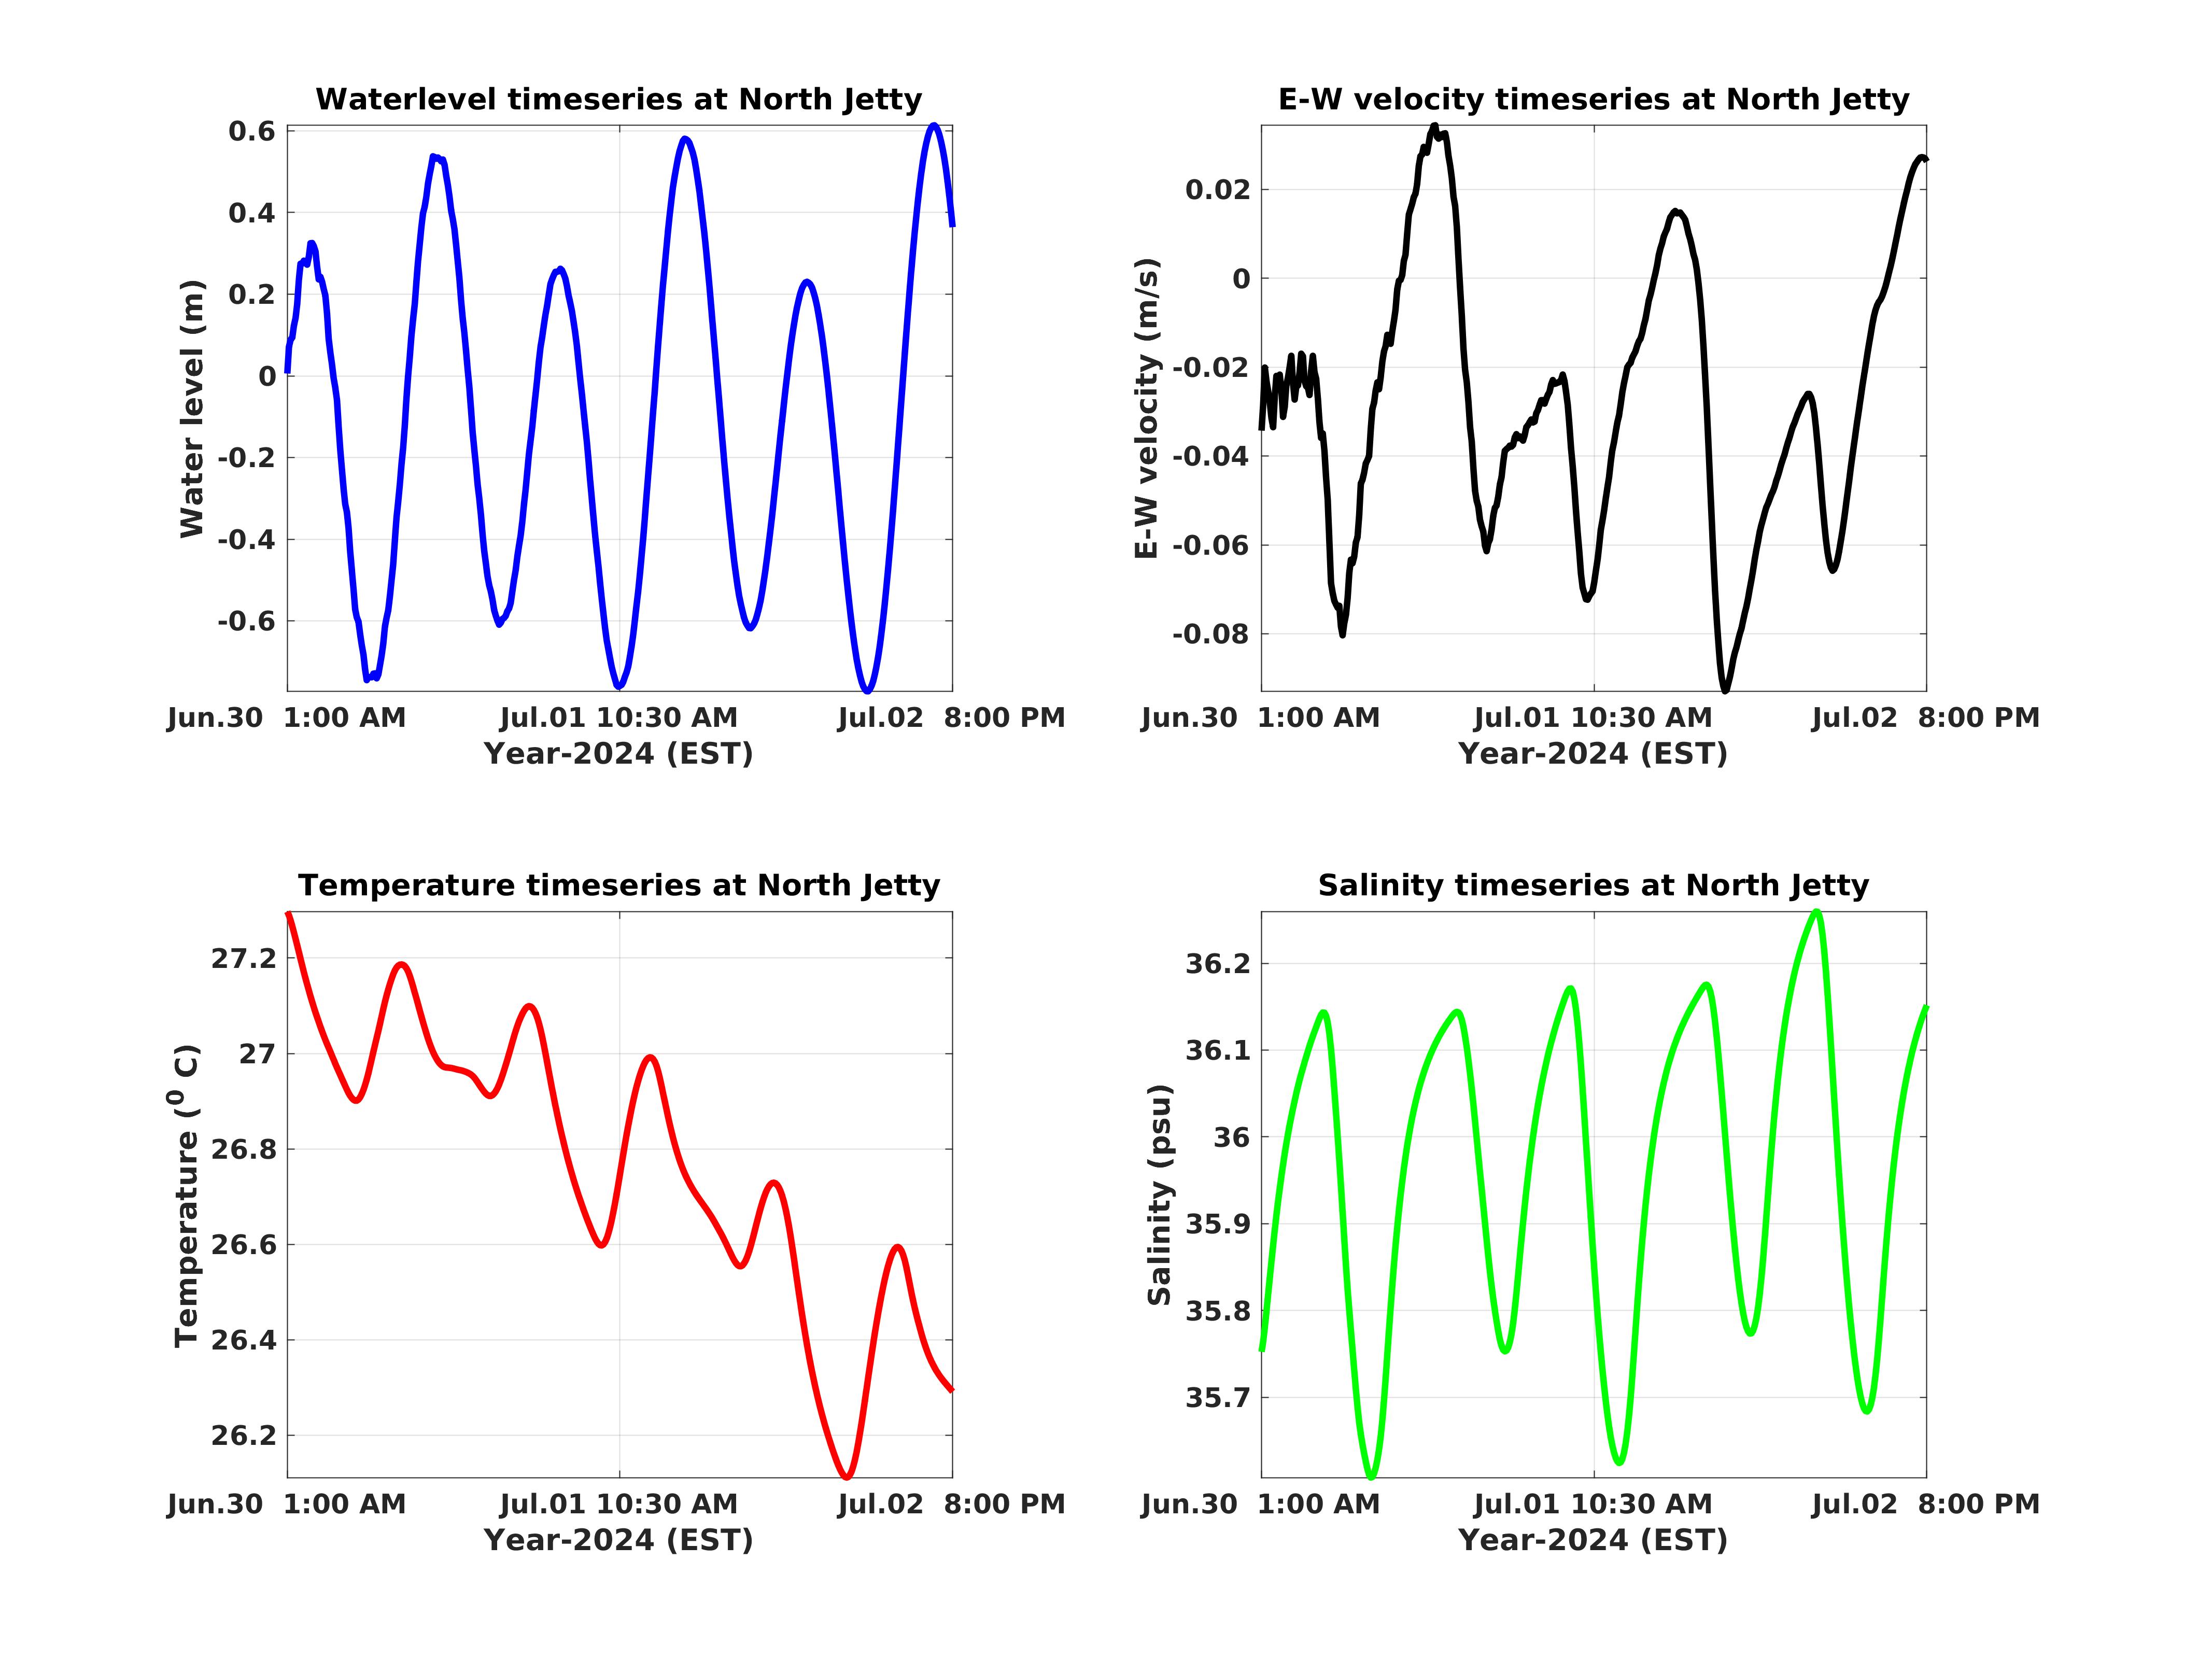 Waterlevel timeseries at North Jetty
0.6
0.4
0.2
0
-0.2
-0.4
-0.6
Water level (m)
Jun.30 1:00 AM Jul.01 10:30 AM Jul.02 8:00 PM
Year-2024 (EST)
E-W velocity timeseries at North Jetty
0.02
0
-0.02
-0.04
-0.06
-0.08
E-W velocity (m/s)
Jun.30 1:00 AM Jul.01 10:30 AM Jul.02 8:00 PM
Year-2024 (EST)
Temperature timeseries at North Jetty
27.2
27
26.8
26.6
26.4
26.2
Temperature (⁰ C)
Jun.30 1:00 AM Jul.01 10:30 AM Jul.02 8:00 PM
Year-2024 (EST)
Salinity timeseries at North Jetty
36.2
36.1
36
35.9
35.8
35.7
Salinity (psu)
Jun.30 1:00 AM Jul.01 10:30 AM Jul.02 8:00 PM
Year-2024 (EST)